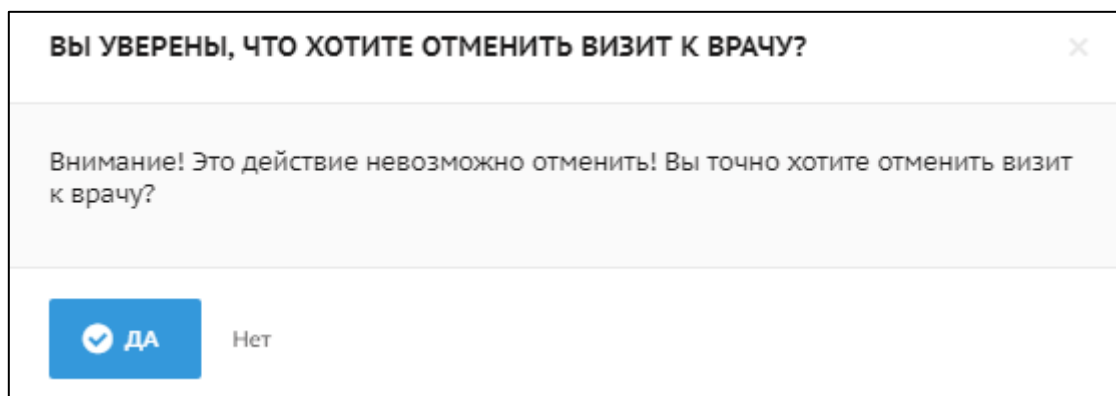 ВЫ УВЕРЕНЫ, ЧТО ХОТИТЕ ОТМЕНИТЬ ВИЗИТ К ВРАЧУ?
Внимание! Это действие невозможно отменить! Вы точно хотите отменить визит
к врачу?
ДА
Нет